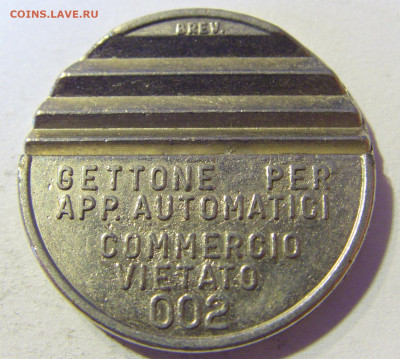 COINS.LAVE.RU
BREV.
GETTONE PER
APP. AUTOMATICI
COMMERCIO
VIETATO
002